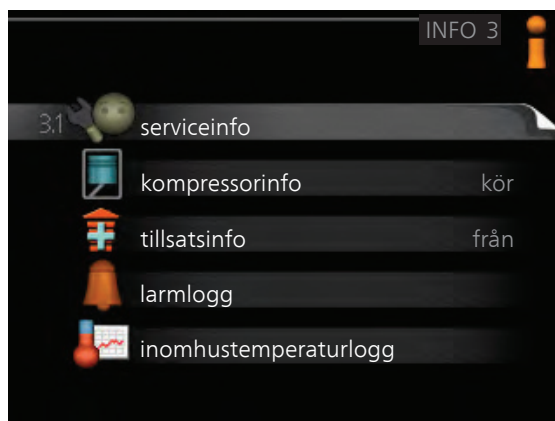 INFO 3
3.1 serviceinfo
kompressorinfo kör
tillsatsinfo från
larmlogg
inomhustemperaturlogg